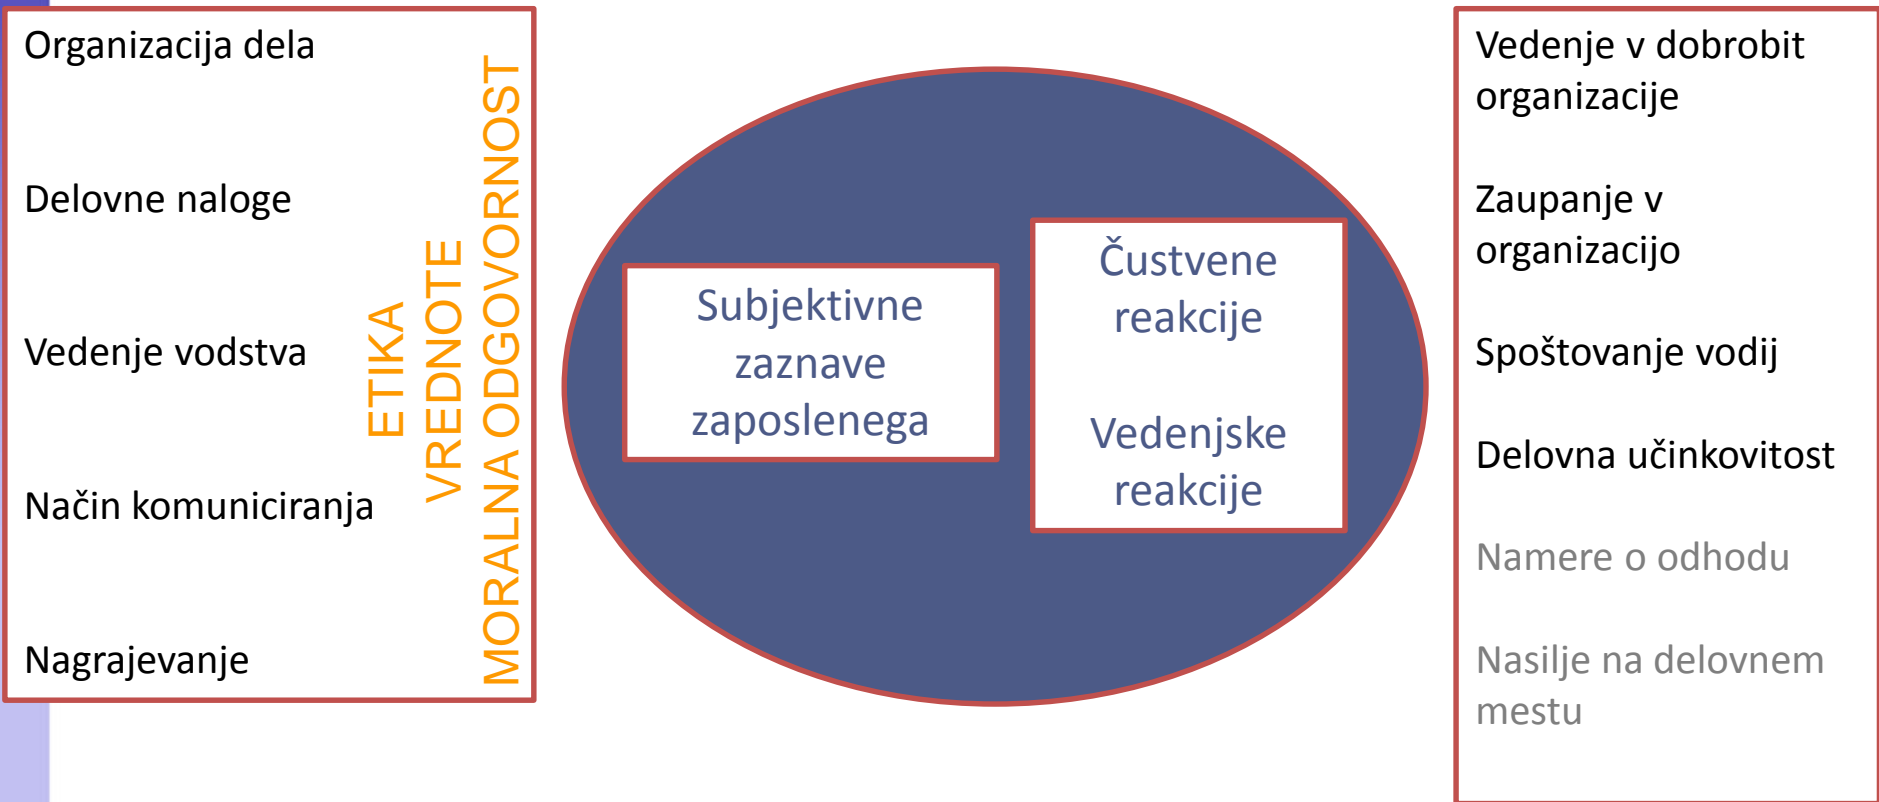 Organizacija dela
Delovne naloge
Vedenje vodstva
Način komuniciranja
Nagrajevanje
ETIKA
VREDNOTE
MORALNA ODGOVORNOST
Subjektivne
zaznave
zaposlenega
Čustvene
reakcije
Vedenjske
reakcije
Vedenje v dobrobit
organizacije
Zaupanje v
organizacijo
Spoštovanje vodij
Delovna učinkovitost
Namere o odhodu
Nasilje na delovnem
mestu